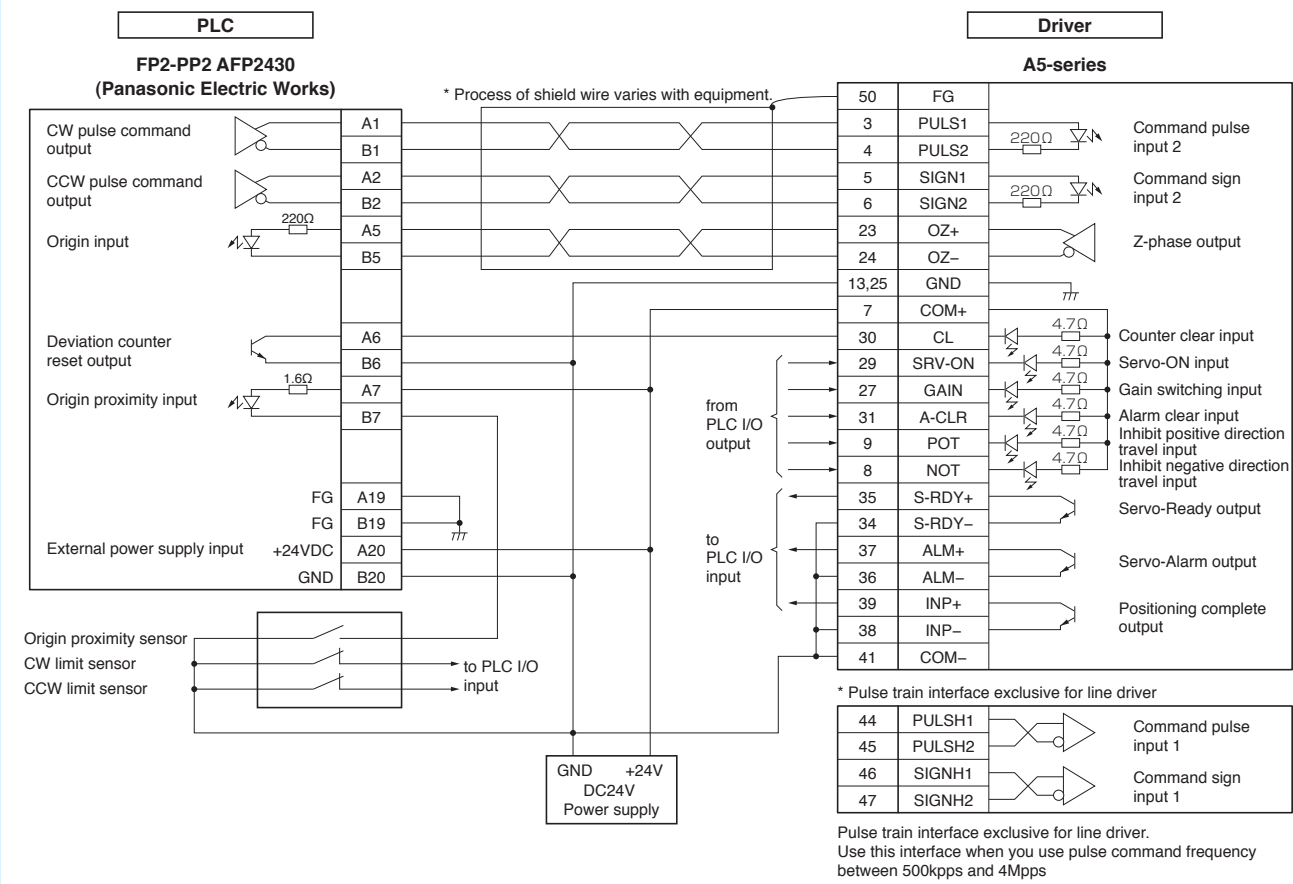 PLC
Driver
FP2-PP2 AFP2430
(Panasonic Electric Works)
A5-series
* Process of shield wire varies with equipment.
CW pulse command
output
A1
B1
CCW pulse command
output
A2
B2
220Ω
Origin input
A5
B5
Deviation counter
reset output
A6
B6
1.6Ω
Origin proximity input
A7
B7
FG A19
FG B19
External power supply input +24VDC A20
GND B20
50 FG
3 PULS1
4 PULS2
220Ω
Command pulse
input 2
5 SIGN1
6 SIGN2
220Ω
Command sign
input 2
23 OZ+
24 OZ−
Z-phase output
13,25 GND
7 COM+
30 CL 4.7Ω Counter clear input
29 SRV-ON 4.7Ω Servo-ON input
27 GAIN 4.7Ω Gain switching input
31 A-CLR 4.7Ω Alarm clear input
9 POT 4.7Ω Inhibit positive direction
travel input
8 NOT 4.7Ω Inhibit negative direction
travel input
from
PLC I/O
output
35 S-RDY+
34 S-RDY−
Servo-Ready output
37 ALM+
36 ALM−
Servo-Alarm output
39 INP+
38 INP−
Positioning complete
output
41 COM−
to
PLC I/O
input
Origin proximity sensor
CW limit sensor
CCW limit sensor
to PLC I/O
input
GND +24V
DC24V
Power supply
* Pulse train interface exclusive for line driver
44 PULSH1
45 PULSH2
Command pulse
input 1
46 SIGNH1
47 SIGNH2
Command sign
input 1
Pulse train interface exclusive for line driver.
Use this interface when you use pulse command frequency
between 500kpps and 4Mpps